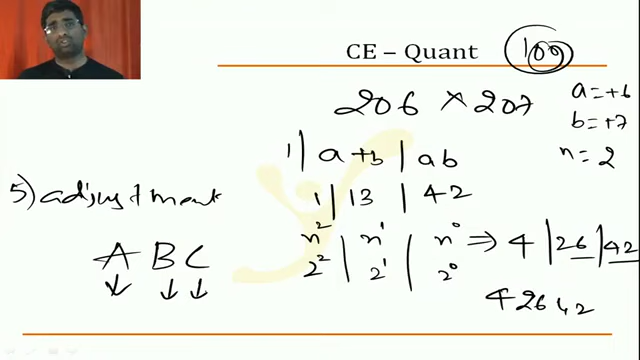 CE – Quant
100
206 × 207
a = +6
b = +7
n = 2
1 | a+b | ab
1 | 13 | 42
5) adjustment
n² | n¹ | n⁰ ⇒ 4 | 26 | 42
2² | 2¹ | 2⁰
A B C
42642